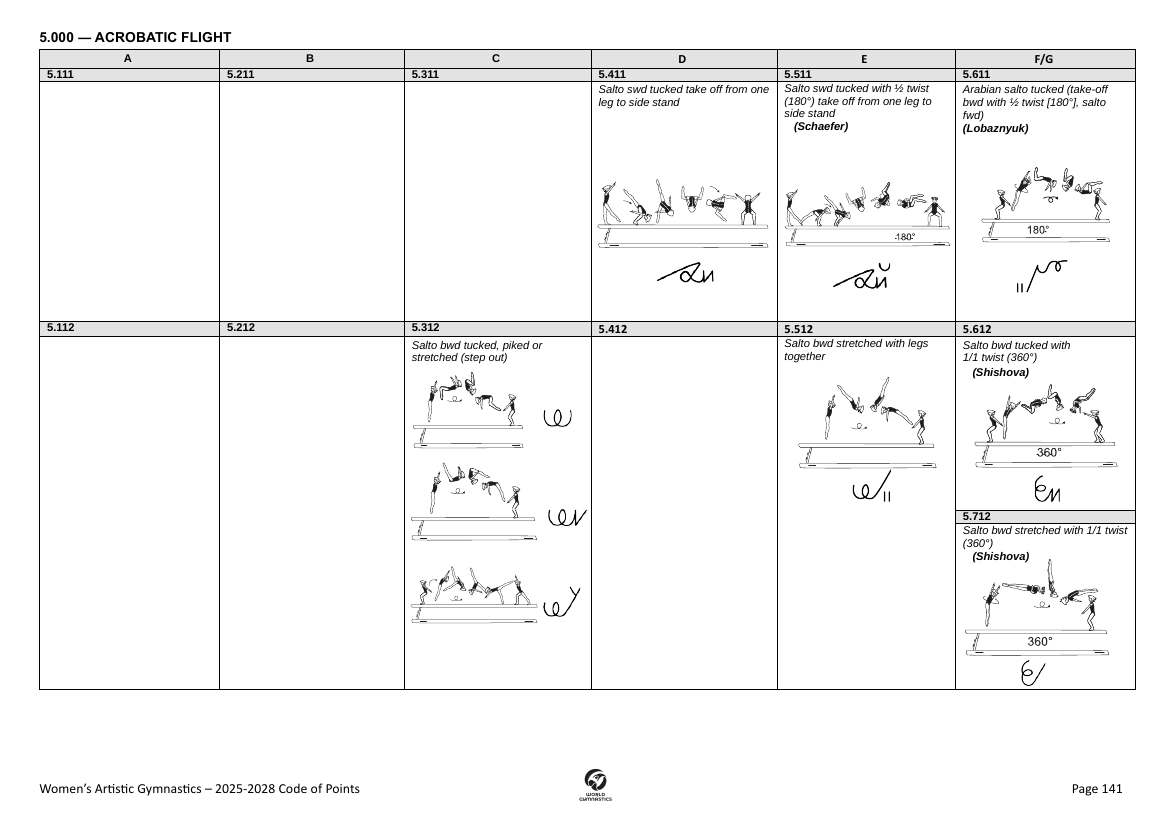 5.000 — ACROBATIC FLIGHT
A B C D E F/G
5.111 5.211 5.311 5.411 5.511 5.611
Salto swd tucked take off from one
leg to side stand
Salto swd tucked with ½ twist
(180°) take off from one leg to
side stand
(Schaefer)
Arabian salto tucked (take-off
bwd with ½ twist [180°], salto
fwd)
(Lobaznyuk)
180°
180°
5.112 5.212 5.312 5.412 5.512 5.612
Salto bwd tucked, piked or
stretched (step out)
Salto bwd stretched with legs
together
Salto bwd tucked with
1/1 twist (360°)
(Shishova)
360°
5.712
Salto bwd stretched with 1/1 twist
(360°)
(Shishova)
360°
Women's Artistic Gymnastics – 2025-2028 Code of Points
WORLD
GYMNASTICS
Page 141